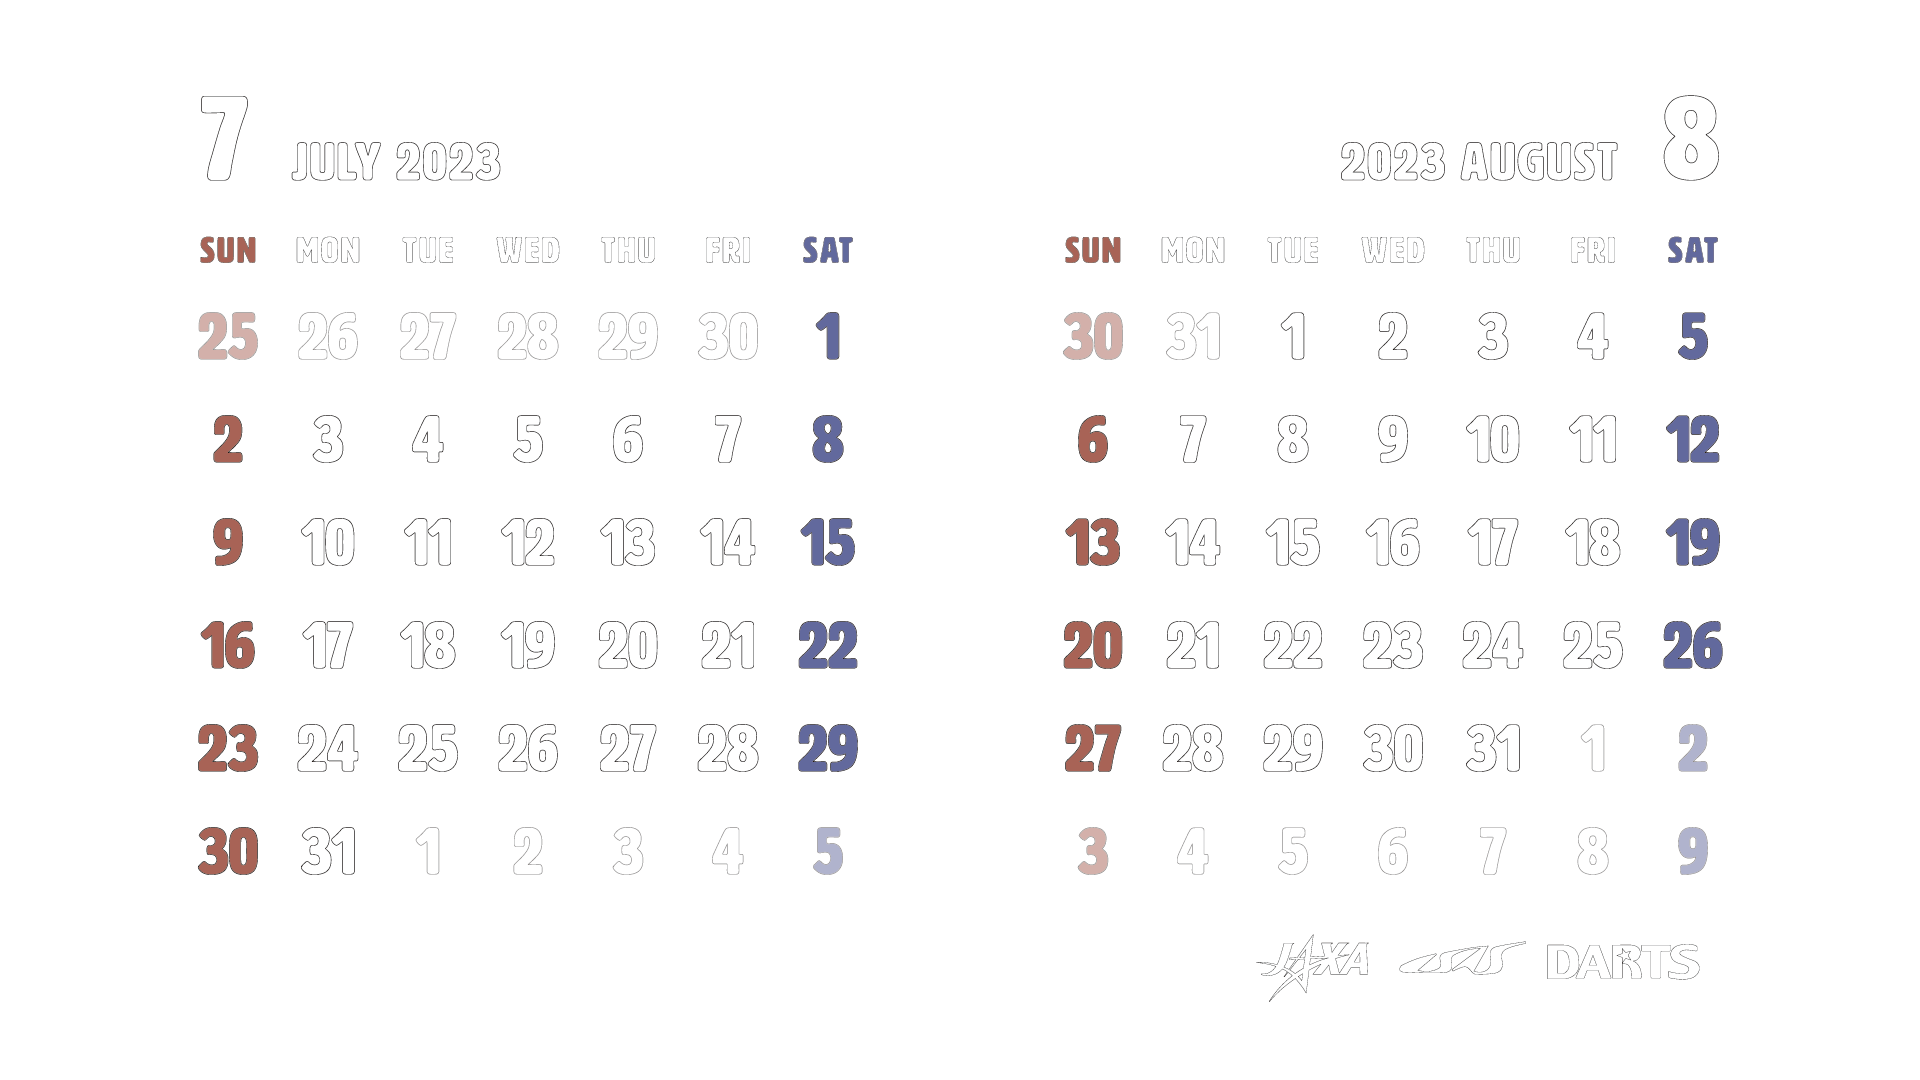 7 JULY 2023
SUN MON TUE WED THU FRI SAT
25 26 27 28 29 30 1
2 3 4 5 6 7 8
9 10 11 12 13 14 15
16 17 18 19 20 21 22
23 24 25 26 27 28 29
30 31 1 2 3 4 5
2023 AUGUST 8
SUN MON TUE WED THU FRI SAT
30 31 1 2 3 4 5
6 7 8 9 10 11 12
13 14 15 16 17 18 19
20 21 22 23 24 25 26
27 28 29 30 31 1 2
3 4 5 6 7 8 9
JAXA ISAS DARTS